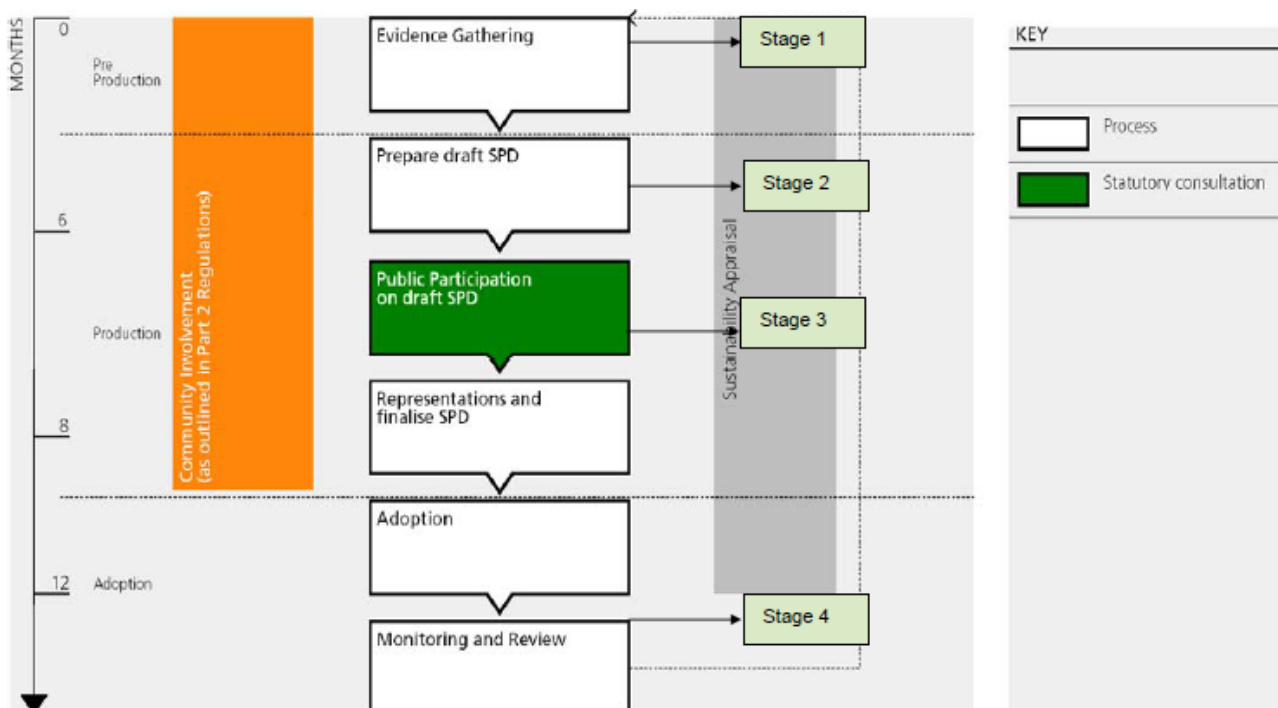 MONTHS
0
6
8
12
Pre
Production
Production
Adoption
Community Involvement
(as outlined in Part 2 Regulations)
Evidence Gathering
Prepare draft SPD
Public Participation
on draft SPD
Representations and
finalise SPD
Adoption
Monitoring and Review
Sustainability Appraisal
Stage 1
Stage 2
Stage 3
Stage 4
KEY
Process
Statutory consultation